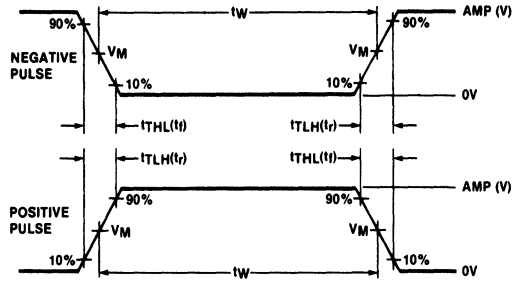 tW
AMP (V)
90%
90%
NEGATIVE
PULSE
VM
VM
10%
10%
0V
tTHL(tf)
tTLH(tr)
tTLH(tr)
tTHL(tf)
AMP (V)
90%
90%
POSITIVE
PULSE
VM
VM
10%
10%
tW
0V